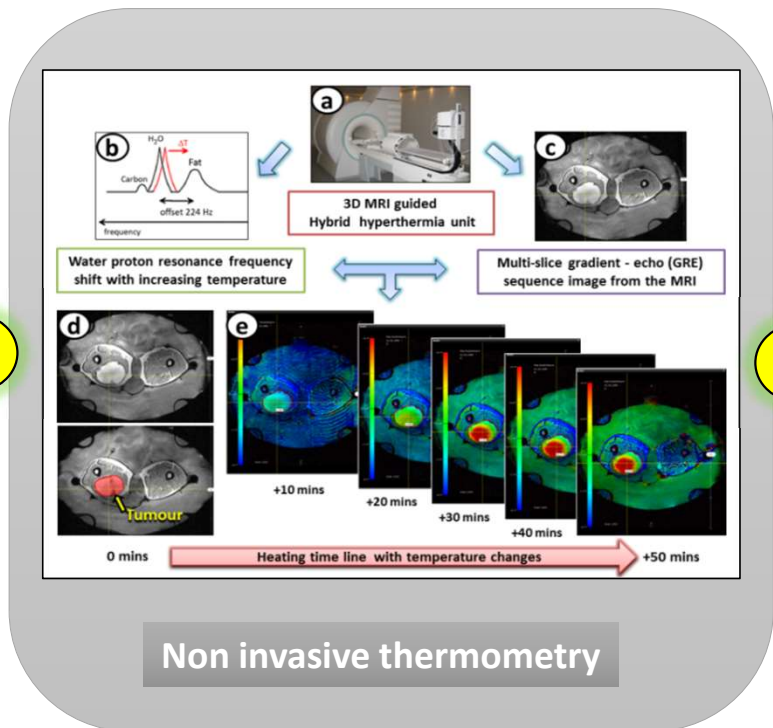 a
b
H2O
ΔT
Fat
Carbon
offset 224 Hz
frequency
c
3D MRI guided
Hybrid hyperthermia unit
Water proton resonance frequency
shift with increasing temperature
Multi-slice gradient - echo (GRE)
sequence image from the MRI
d
e
Tumour
+10 mins
+20 mins
+30 mins
+40 mins
0 mins
Heating time line with temperature changes
+50 mins
Non invasive thermometry